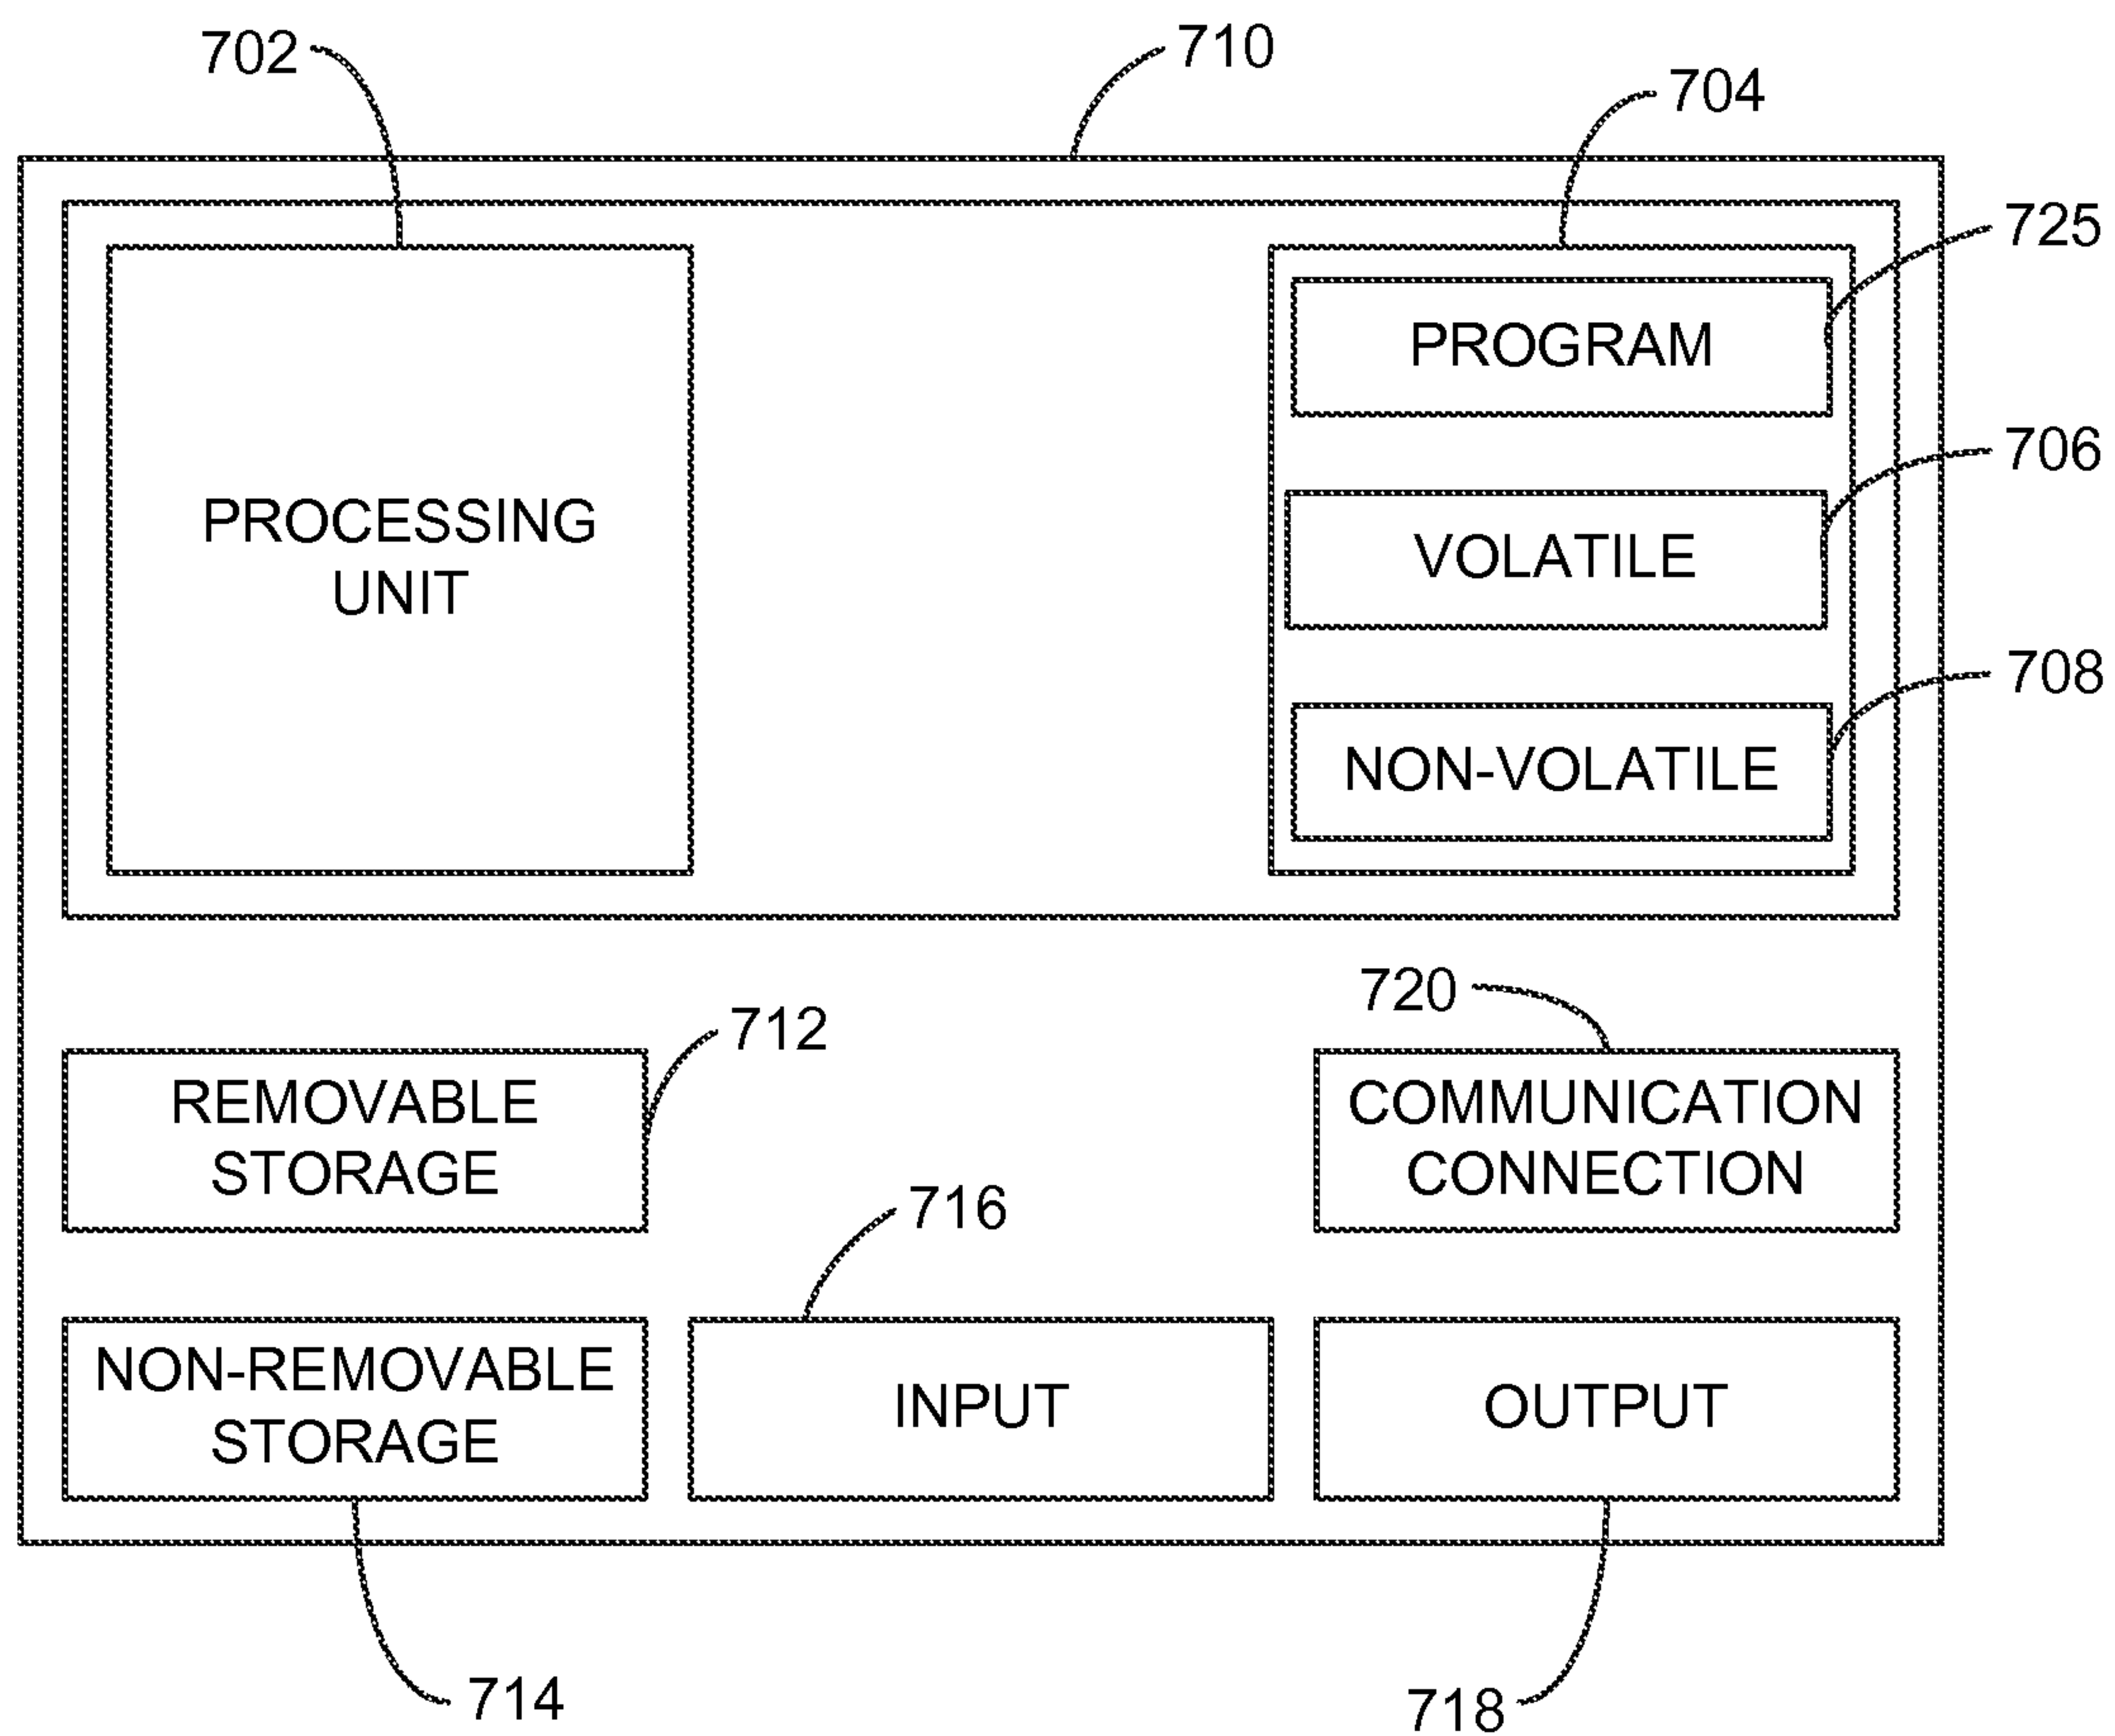 702
710
704
725
PROGRAM
706
PROCESSING
UNIT
VOLATILE
708
NON-VOLATILE
720
712
REMOVABLE
STORAGE
COMMUNICATION
CONNECTION
716
NON-REMOVABLE
STORAGE
INPUT
OUTPUT
714
718